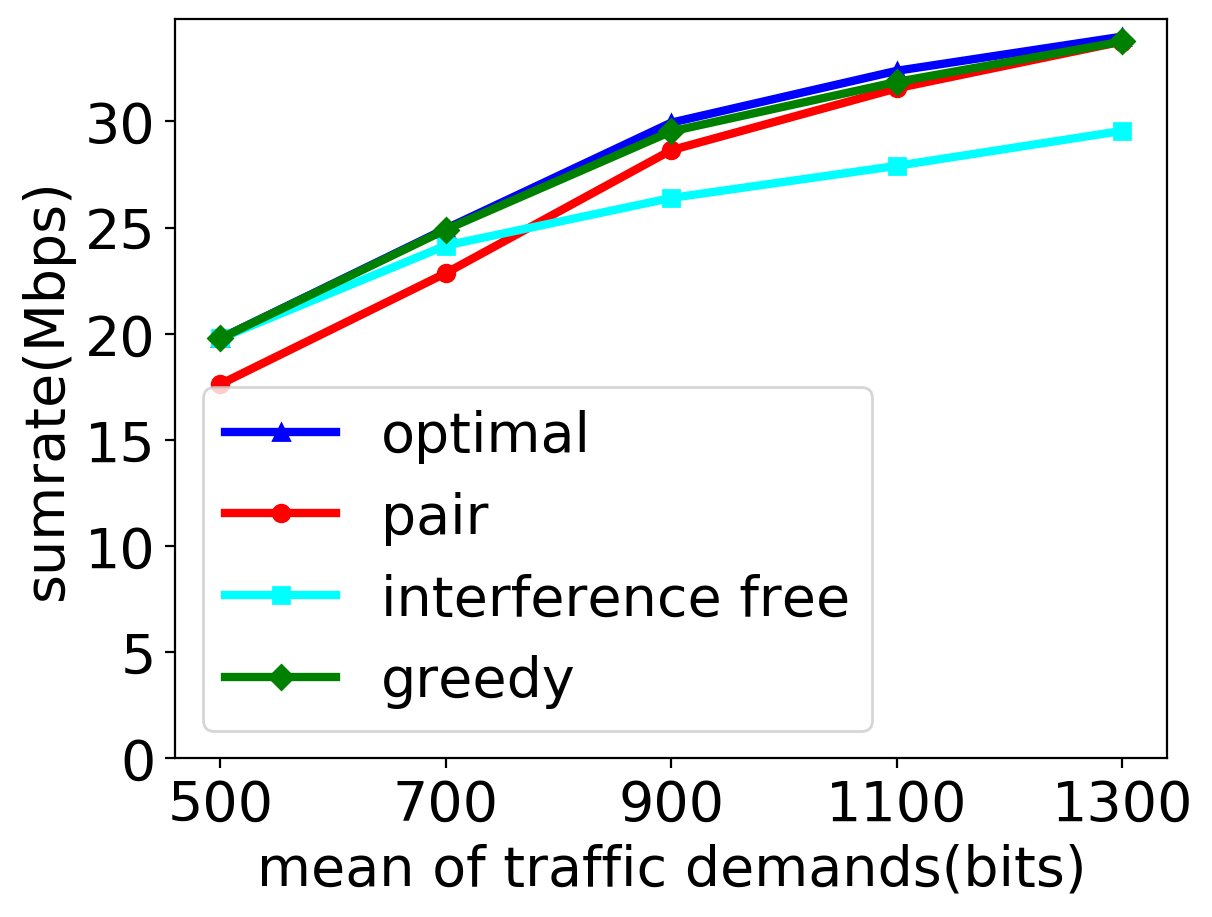 sumrate(Mbps)
30
25
20
15
10
5
0
optimal
pair
interference free
greedy
500 700 900 1100 1300
mean of traffic demands(bits)